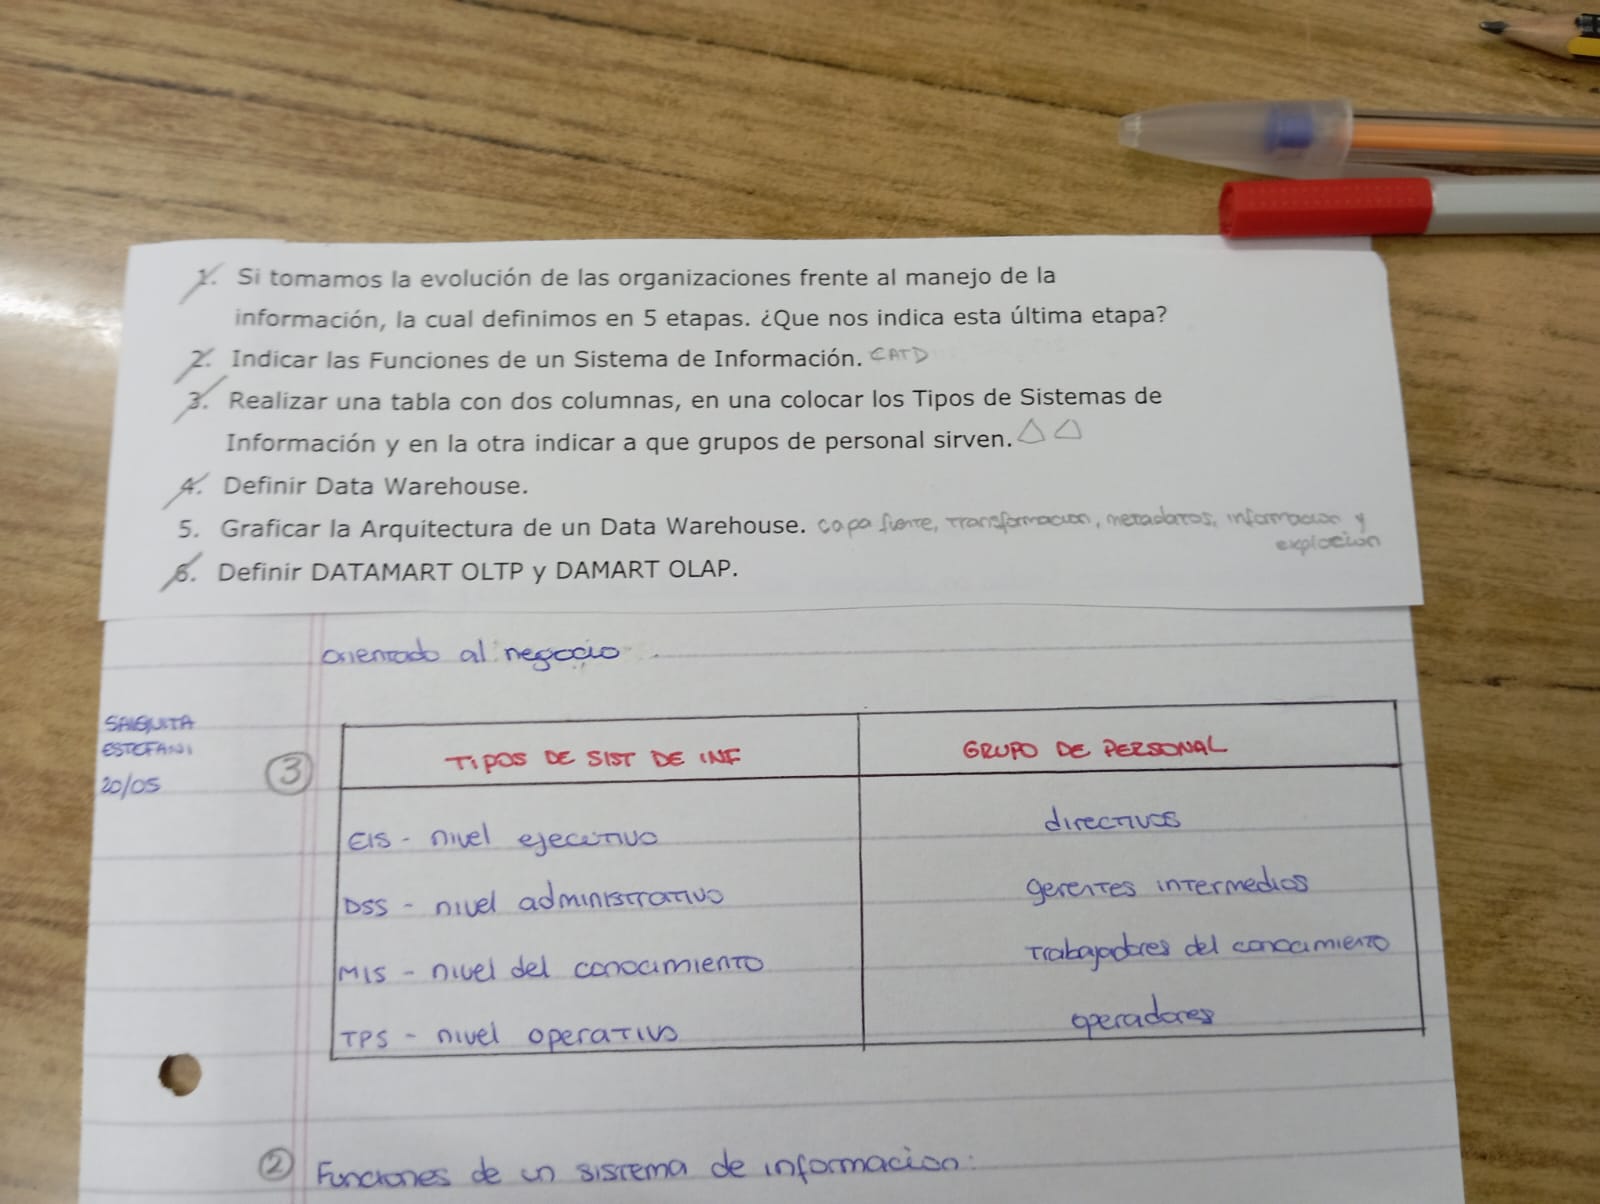 1. Si tomamos la evolución de las organizaciones frente al manejo de la
información, la cual definimos en 5 etapas. ¿Que nos indica esta última etapa?
2. Indicar las Funciones de un Sistema de Información. CATD
3. Realizar una tabla con dos columnas, en una colocar los Tipos de Sistemas de
Información y en la otra indicar a que grupos de personal sirven.
4. Definir Data Warehouse.
5. Graficar la Arquitectura de un Data Warehouse. capa fuente, transformacion, metadatos, informacion y
explocion
6. Definir DATAMART OLTP y DAMART OLAP.
orientado al negocio.
SAIQUITA
ESTEFANI
20/05
3
TIPOS DE SIST DE INF
GRUPO DE PERSONAL
EIS - nivel ejecutivo
directivos
DSS - nivel administrativo
gerentes intermedios
MIS - nivel del conocimiento
Trabajadores del conocimiento
TPS - nivel operativo
operadores
2 Funciones de un sistema de informacion: